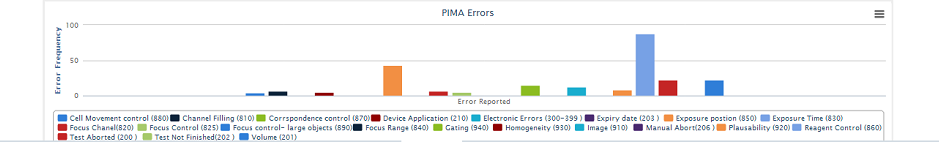 PIMA Errors
100
50
0
Error Frequency
Error Reported
Cell Movement control (880) Channel Filling (810) Corrspondence control (870) Device Application (210) Electronic Errors (300-399 ) Expiry date (203 ) Exposure postion (850) Exposure Time (830)
Focus Chanel(820) Focus Control (825) Focus control- large objects (890) Focus Range (840) Gating (940) Homogeneity (930) Image (910) Manual Abort(206 ) Plausability (920) Reagent Control (860)
Test Aborted (200 ) Test Not Finished(202 ) Volume (201)